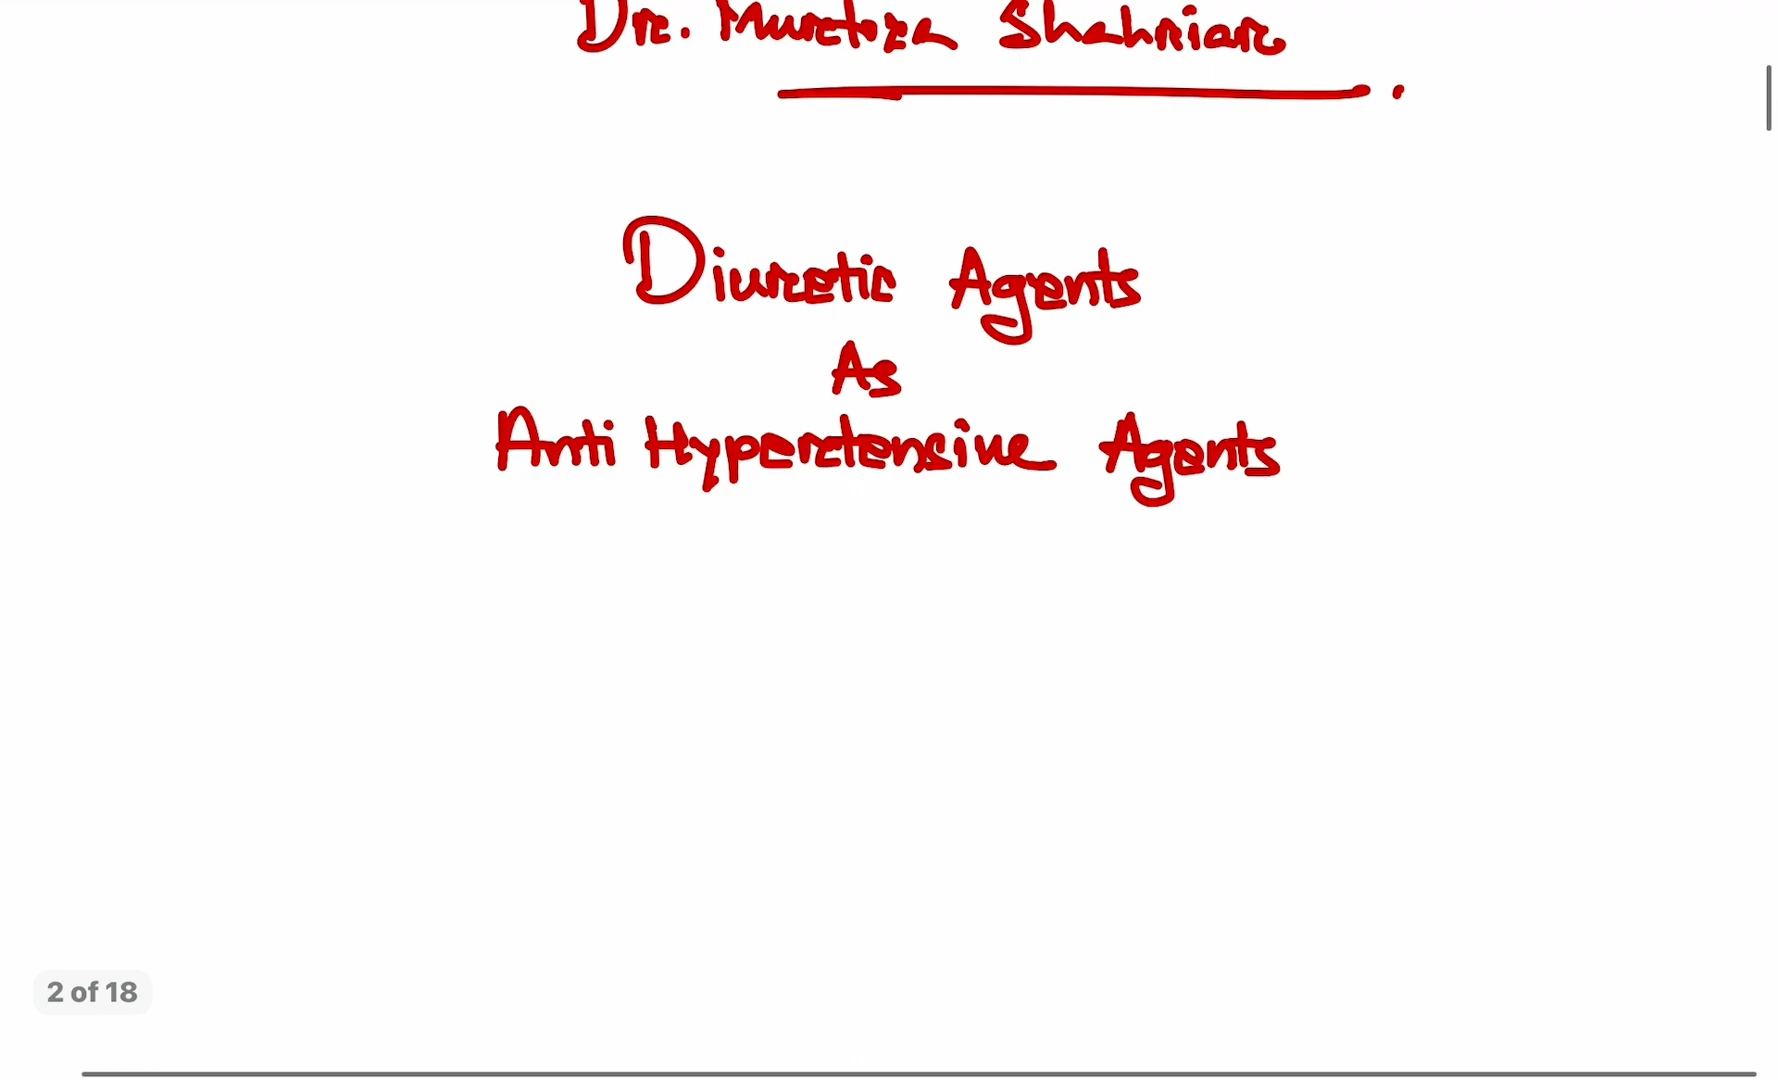 Dr. Murtoza Shahriar
Diuretic Agents
As
Anti Hypertensive Agents
2 of 18